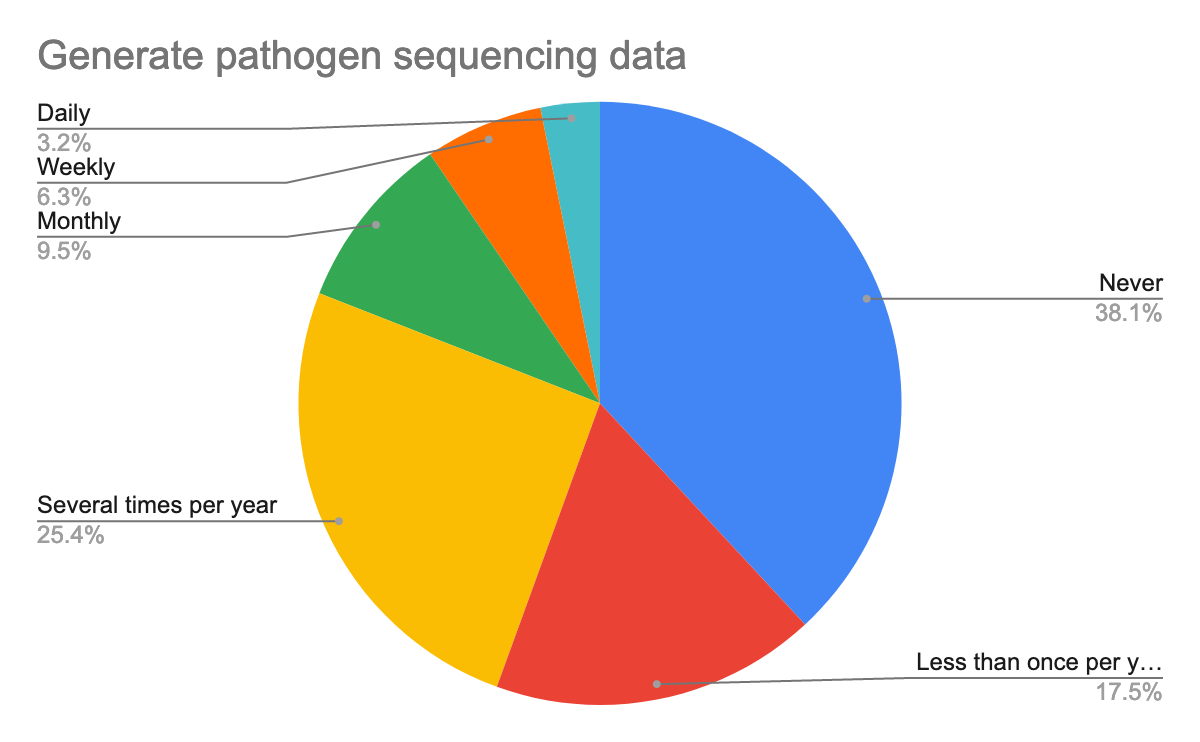 Generate pathogen sequencing data
Daily
3.2%
Weekly
6.3%
Monthly
9.5%
Never
38.1%
Several times per year
25.4%
Less than once per y…
17.5%